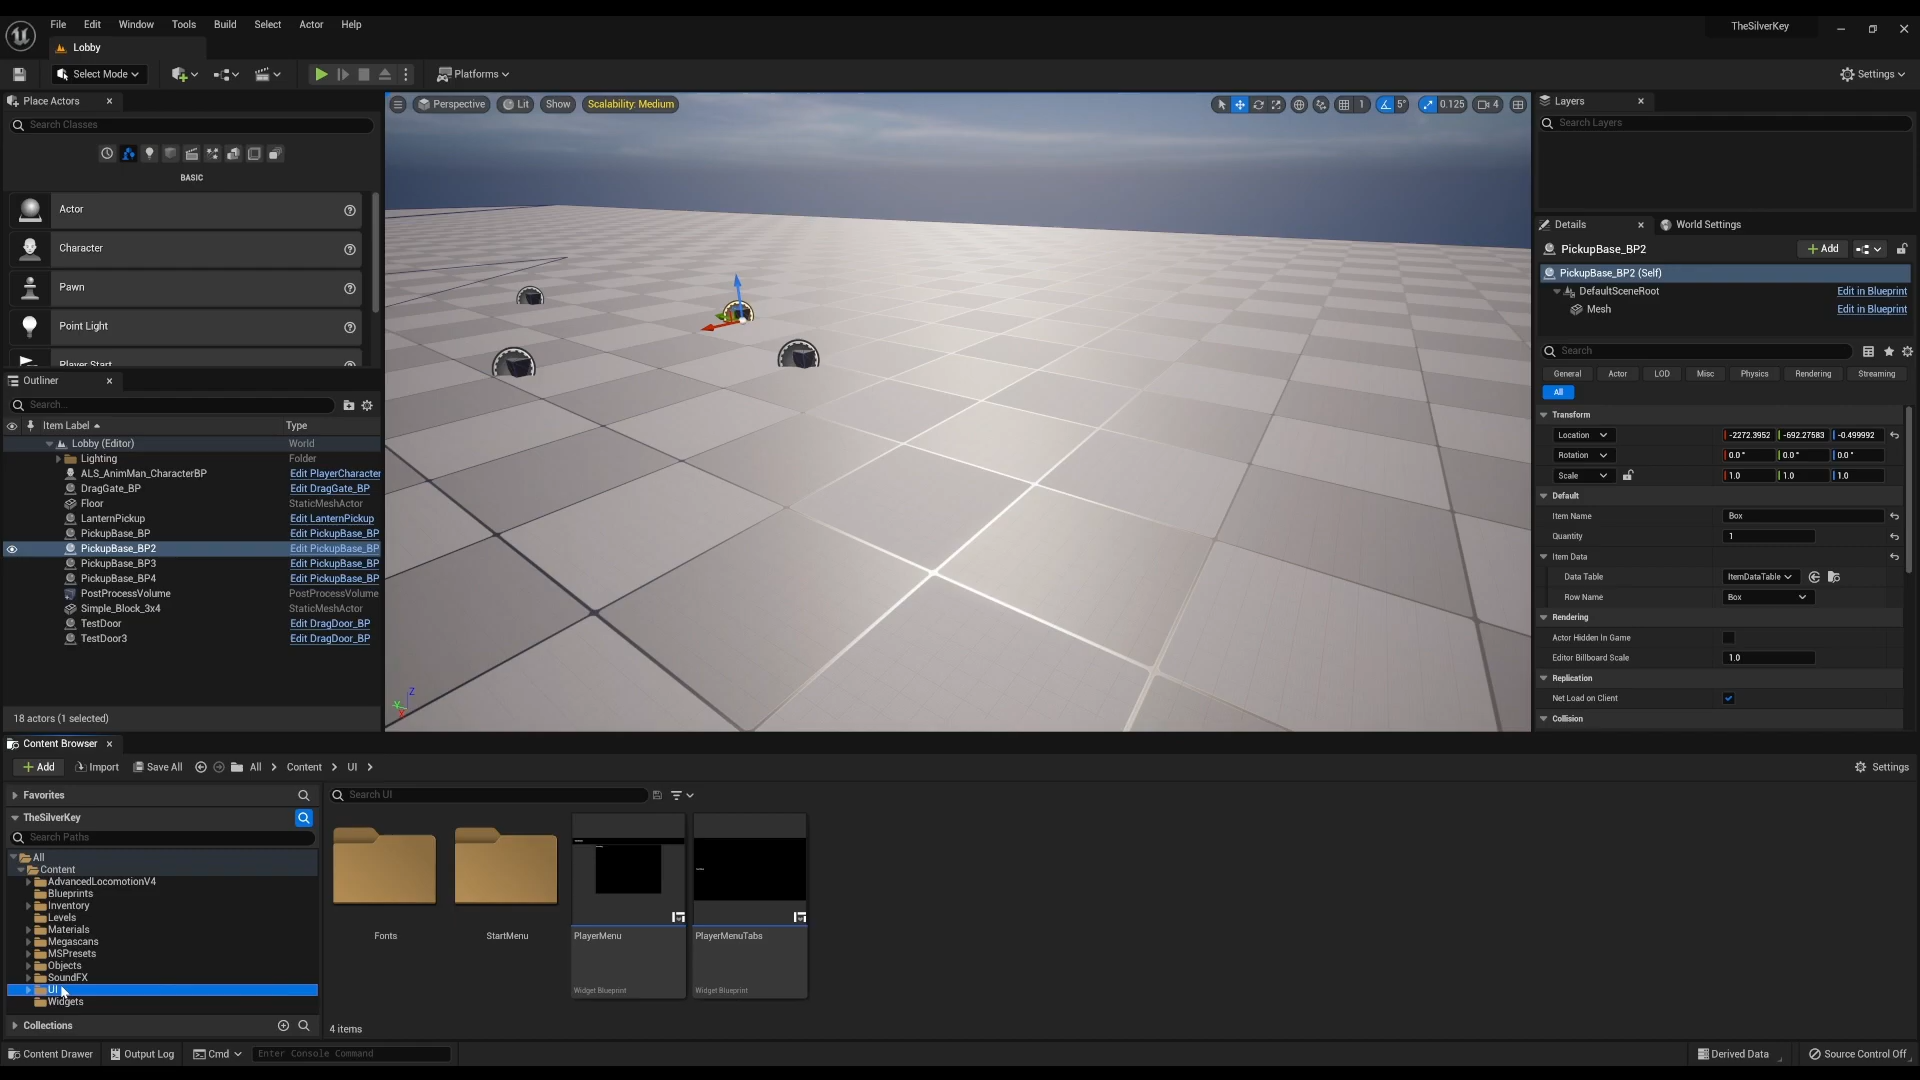 File Edit Window Tools Build Select Actor Help
TheSilverKey
Lobby
Select Mode
Platforms
Settings
Place Actors
Search Classes
BASIC
Actor
Character
Pawn
Point Light
Player Start
Perspective Lit Show Scalability: Medium
1 5° 0.125 4
Z
Outliner
Search...
Item Label Type
Lobby (Editor) World
Lighting Folder
ALS_AnimMan_CharacterBP Edit PlayerCharacter
DragGate_BP Edit DragGate_BP
Floor StaticMeshActor
LanternPickup Edit LanternPickup
PickupBase_BP Edit PickupBase_BP
PickupBase_BP2 Edit PickupBase_BP
PickupBase_BP3 Edit PickupBase_BP
PickupBase_BP4 Edit PickupBase_BP
PostProcessVolume PostProcessVolume
Simple_Block_3x4 StaticMeshActor
TestDoor Edit DragDoor_BP
TestDoor3 Edit DragDoor_BP
18 actors (1 selected)
Layers
Search Layers
Details World Settings
PickupBase_BP2 Add
PickupBase_BP2 (Self)
DefaultSceneRoot Edit in Blueprint
Mesh Edit in Blueprint
Search
General Actor LOD Misc Physics Rendering Streaming
All
Transform
Location -2272.3952 -692.27583 -0.499992
Rotation 0.0 ° 0.0 ° 0.0 °
Scale 1.0 1.0 1.0
Default
Item Name Box
Quantity 1
Item Data
Data Table ItemDataTable
Row Name Box
Rendering
Actor Hidden In Game
Editor Billboard Scale 1.0
Replication
Net Load on Client
Collision
Content Browser
Add Import Save All All Content UI
Settings
Favorites
TheSilverKey
Search Paths
All
Content
AdvancedLocomotionV4
Blueprints
Inventory
Levels
Materials
Megascans
MSPresets
Objects
SoundFX
UI
Widgets
Collections
Search UI
Fonts
StartMenu
PlayerMenu
Widget Blueprint
PlayerMenuTabs
Widget Blueprint
4 items
Content Drawer Output Log Cmd Enter Console Command
Derived Data Source Control Off